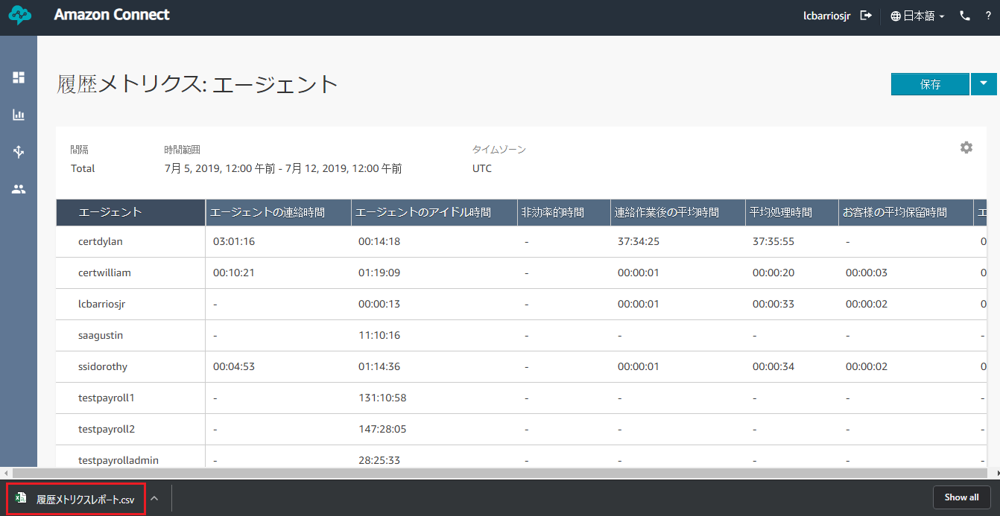 Amazon Connect
lcbarriosjr 日本語 ?
履歴メトリクス: エージェント
保存
間隔 時間範囲 タイムゾーン
Total 7月 5, 2019, 12:00 午前 - 7月 12, 2019, 12:00 午前 UTC
エージェント エージェントの連絡時間 エージェントのアイドル時間 非効率的時間 連絡作業後の平均時間 平均処理時間 お客様の平均保留時間 エ
certdylan 03:01:16 00:14:18 - 37:34:25 37:35:55 - 0
certwilliam 00:10:21 01:19:09 - 00:00:01 00:00:20 00:00:03 0
lcbarriosjr - 00:00:13 - 00:00:01 00:00:33 00:00:02 0
saagustin - 11:10:16 - - - - -
ssidorothy 00:04:53 01:14:36 - 00:00:01 00:00:34 00:00:02 0
testpayroll1 - 131:10:58 - - - - -
testpayroll2 - 147:28:05 - - - - -
testpayrolladmin - 28:25:33 - - - - -
履歴メトリクスレポート.csv Show all